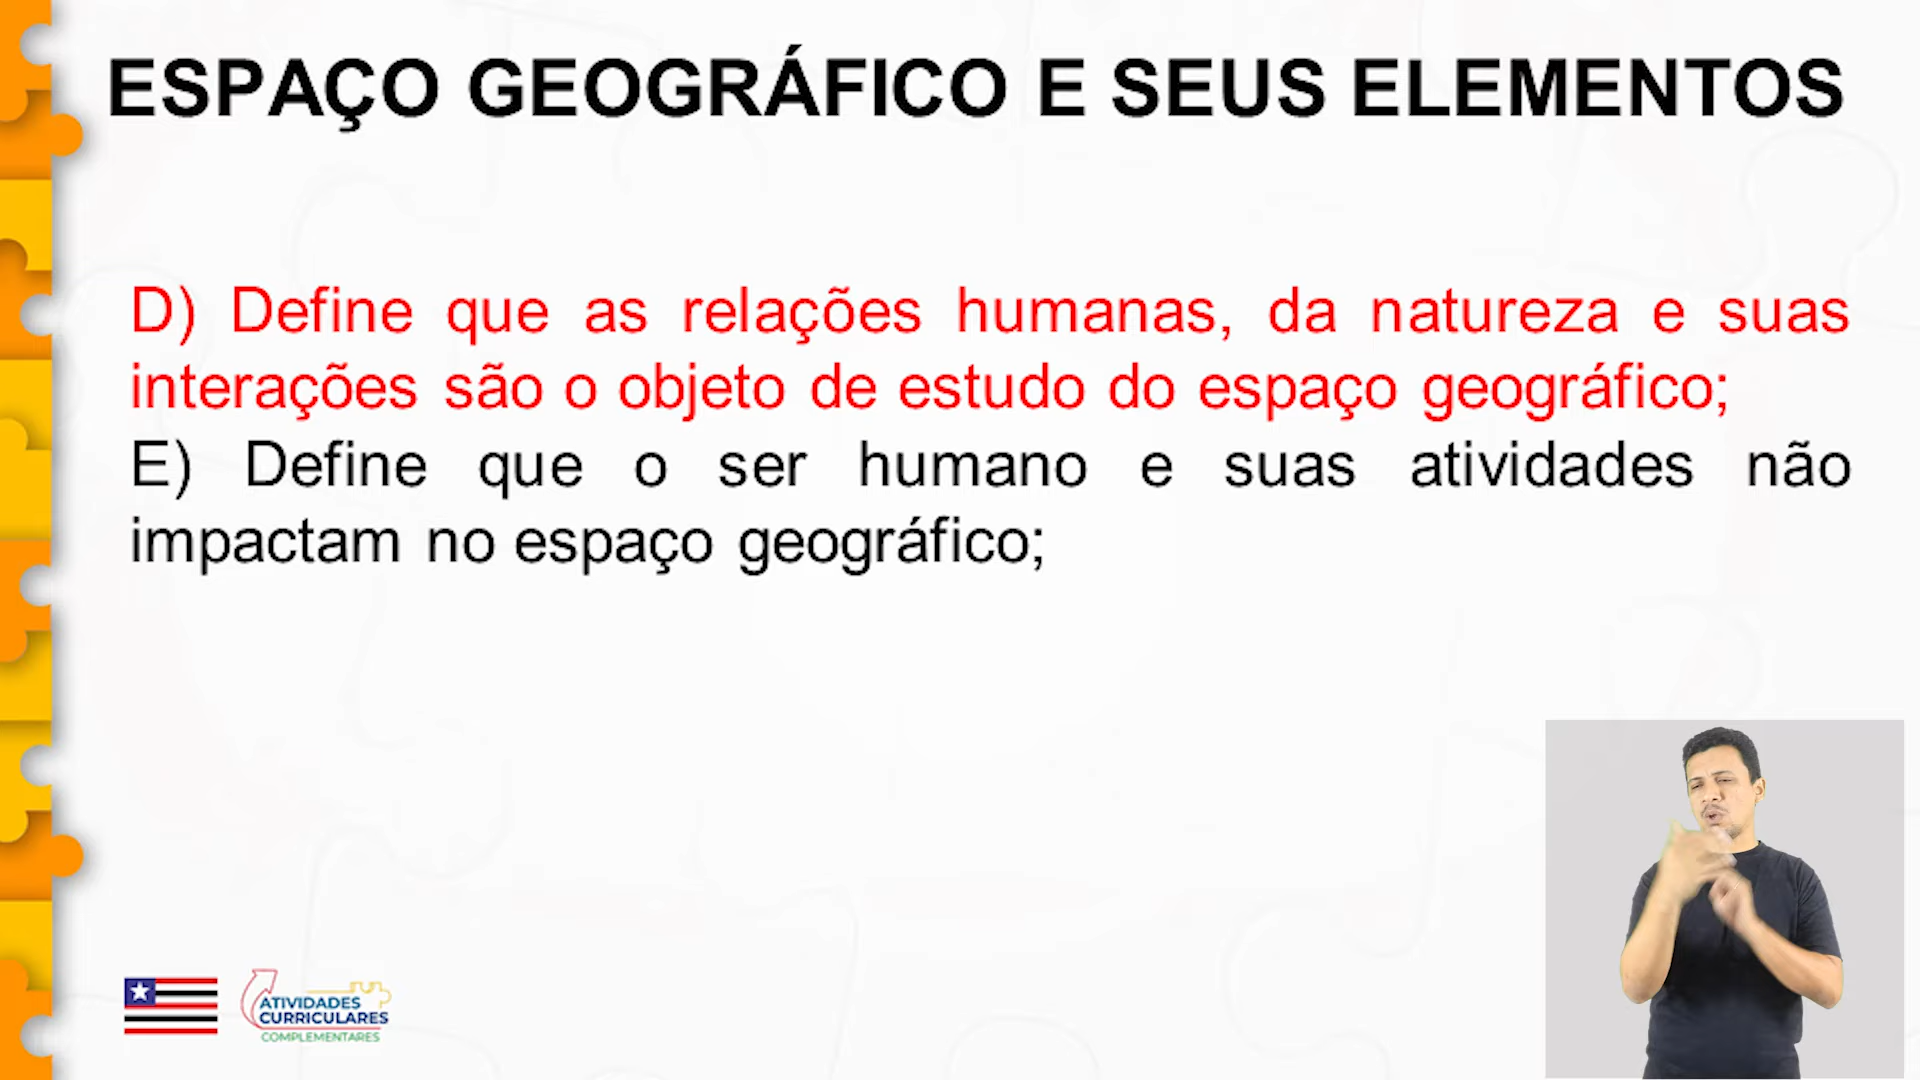 ESPAÇO GEOGRÁFICO E SEUS ELEMENTOS
D) Define que as relações humanas, da natureza e suas
interações são o objeto de estudo do espaço geográfico;
E) Define que o ser humano e suas atividades não
impactam no espaço geográfico;
ATIVIDADES
CURRICULARES
COMPLEMENTARES